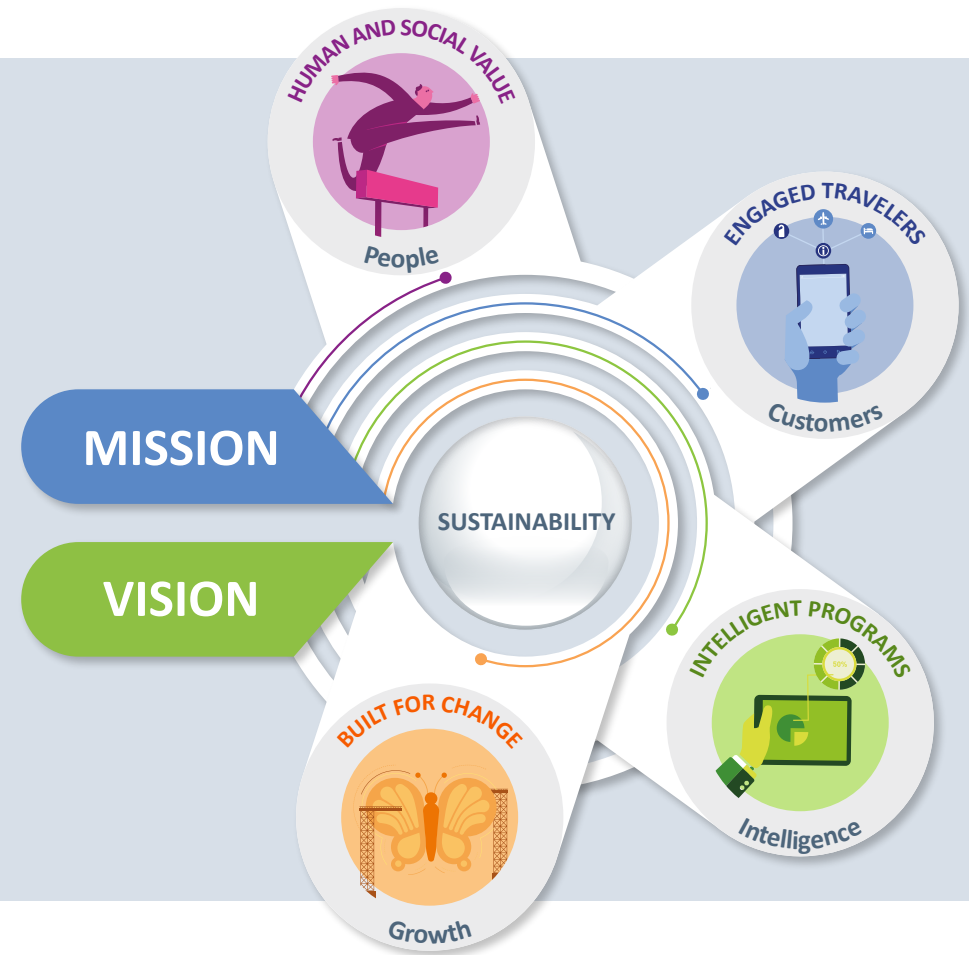 HUMAN AND SOCIAL VALUE
People
ENGAGED TRAVELERS
Customers
MISSION
SUSTAINABILITY
VISION
INTELLIGENT PROGRAMS
50%
Intelligence
BUILT FOR CHANGE
Growth